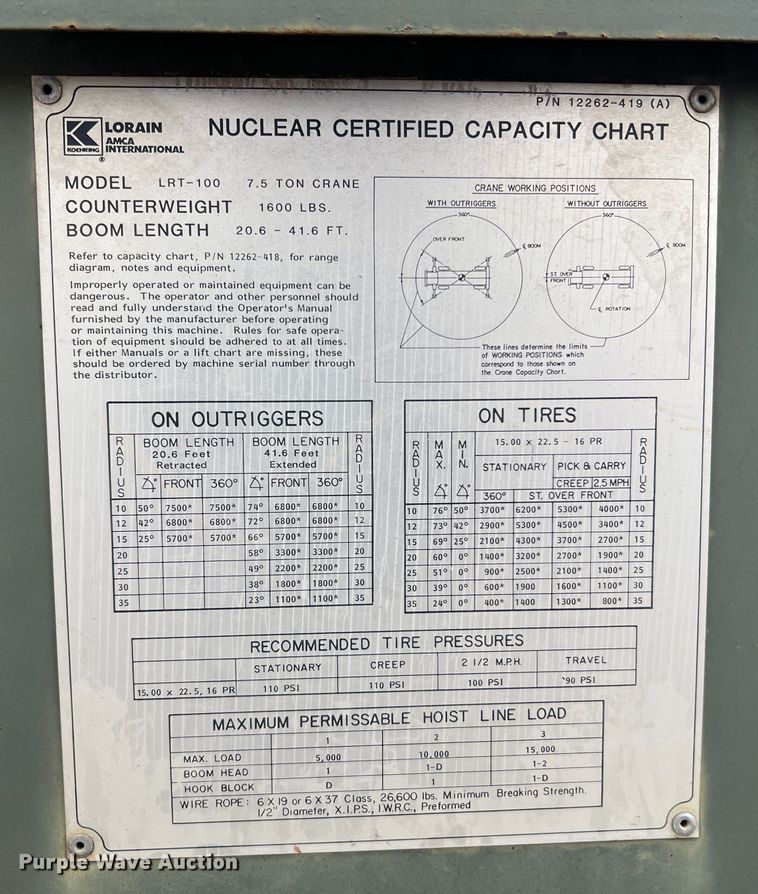 P/N 12262-419 (A)
K KOEHRING ® LORAIN AMCA INTERNATIONAL
NUCLEAR CERTIFIED CAPACITY CHART
MODEL LRT-100 7.5 TON CRANE
COUNTERWEIGHT 1600 LBS.
BOOM LENGTH 20.6 - 41.6 FT.
Refer to capacity chart, P/N 12262-418, for range
diagram, notes and equipment.
Improperly operated or maintained equipment can be
dangerous. The operator and other personnel should
read and fully understand the Operator's Manual
furnished by the manufacturer before operating
or maintaining this machine. Rules for safe opera-
tion of equipment should be adhered to at all times.
If either Manuals or a lift chart are missing, these
should be ordered by machine serial number through
the distributor.
CRANE WORKING POSITIONS
WITH OUTRIGGERS WITHOUT OUTRIGGERS
360° 360°
OVER FRONT
℄ BOOM ℄ BOOM
ST. OVER
FRONT
℄ ROTATION
These lines determine the limits
of WORKING POSITIONS which
correspond to those shown on
the Crane Capacity Chart.
ON OUTRIGGERS
RADIUS BOOM LENGTH 20.6 Feet Retracted BOOM LENGTH 41.6 Feet Extended RADIUS
∡° FRONT 360° ∡° FRONT 360°
10 50° 7500* 7500* 74° 6800* 6800* 10
12 42° 6800* 6800* 72° 6800* 6800* 12
15 25° 5700* 5700* 66° 5700* 5700* 15
20 58° 3300* 3300* 20
25 49° 2200* 2200* 25
30 38° 1800* 1800* 30
35 23° 1100* 1100* 35
ON TIRES
RADIUS MAX. ∡° MIN. ∡° 15.00 x 22.5 - 16 PR RADIUS
STATIONARY PICK & CARRY
CREEP 2.5 MPH
360° ST. OVER FRONT
10 76° 50° 3700* 6200* 5300* 4000* 10
12 73° 42° 2900* 5300* 4500* 3400* 12
15 69° 25° 2100* 4300* 3700* 2700* 15
20 60° 0° 1400* 3200* 2700* 1900* 20
25 51° 0° 900* 2500* 2100* 1400* 25
30 39° 0° 600* 1900 1600* 1100* 30
35 24° 0° 400* 1400 1300* 800* 35
RECOMMENDED TIRE PRESSURES
STATIONARY CREEP 2 1/2 M.P.H. TRAVEL
15.00 x 22.5, 16 PR 110 PSI 110 PSI 100 PSI 90 PSI
MAXIMUM PERMISSABLE HOIST LINE LOAD
1 2 3
MAX. LOAD 5,000 10,000 15,000
BOOM HEAD 1 1-D 1-2
HOOK BLOCK D 1 1-D
WIRE ROPE: 6 X 19 or 6 X 37 Class, 26,600 lbs. Minimum Breaking Strength.
1/2" Diameter, X.I.P.S., I.W.R.C., Preformed
Purple Wave Auction